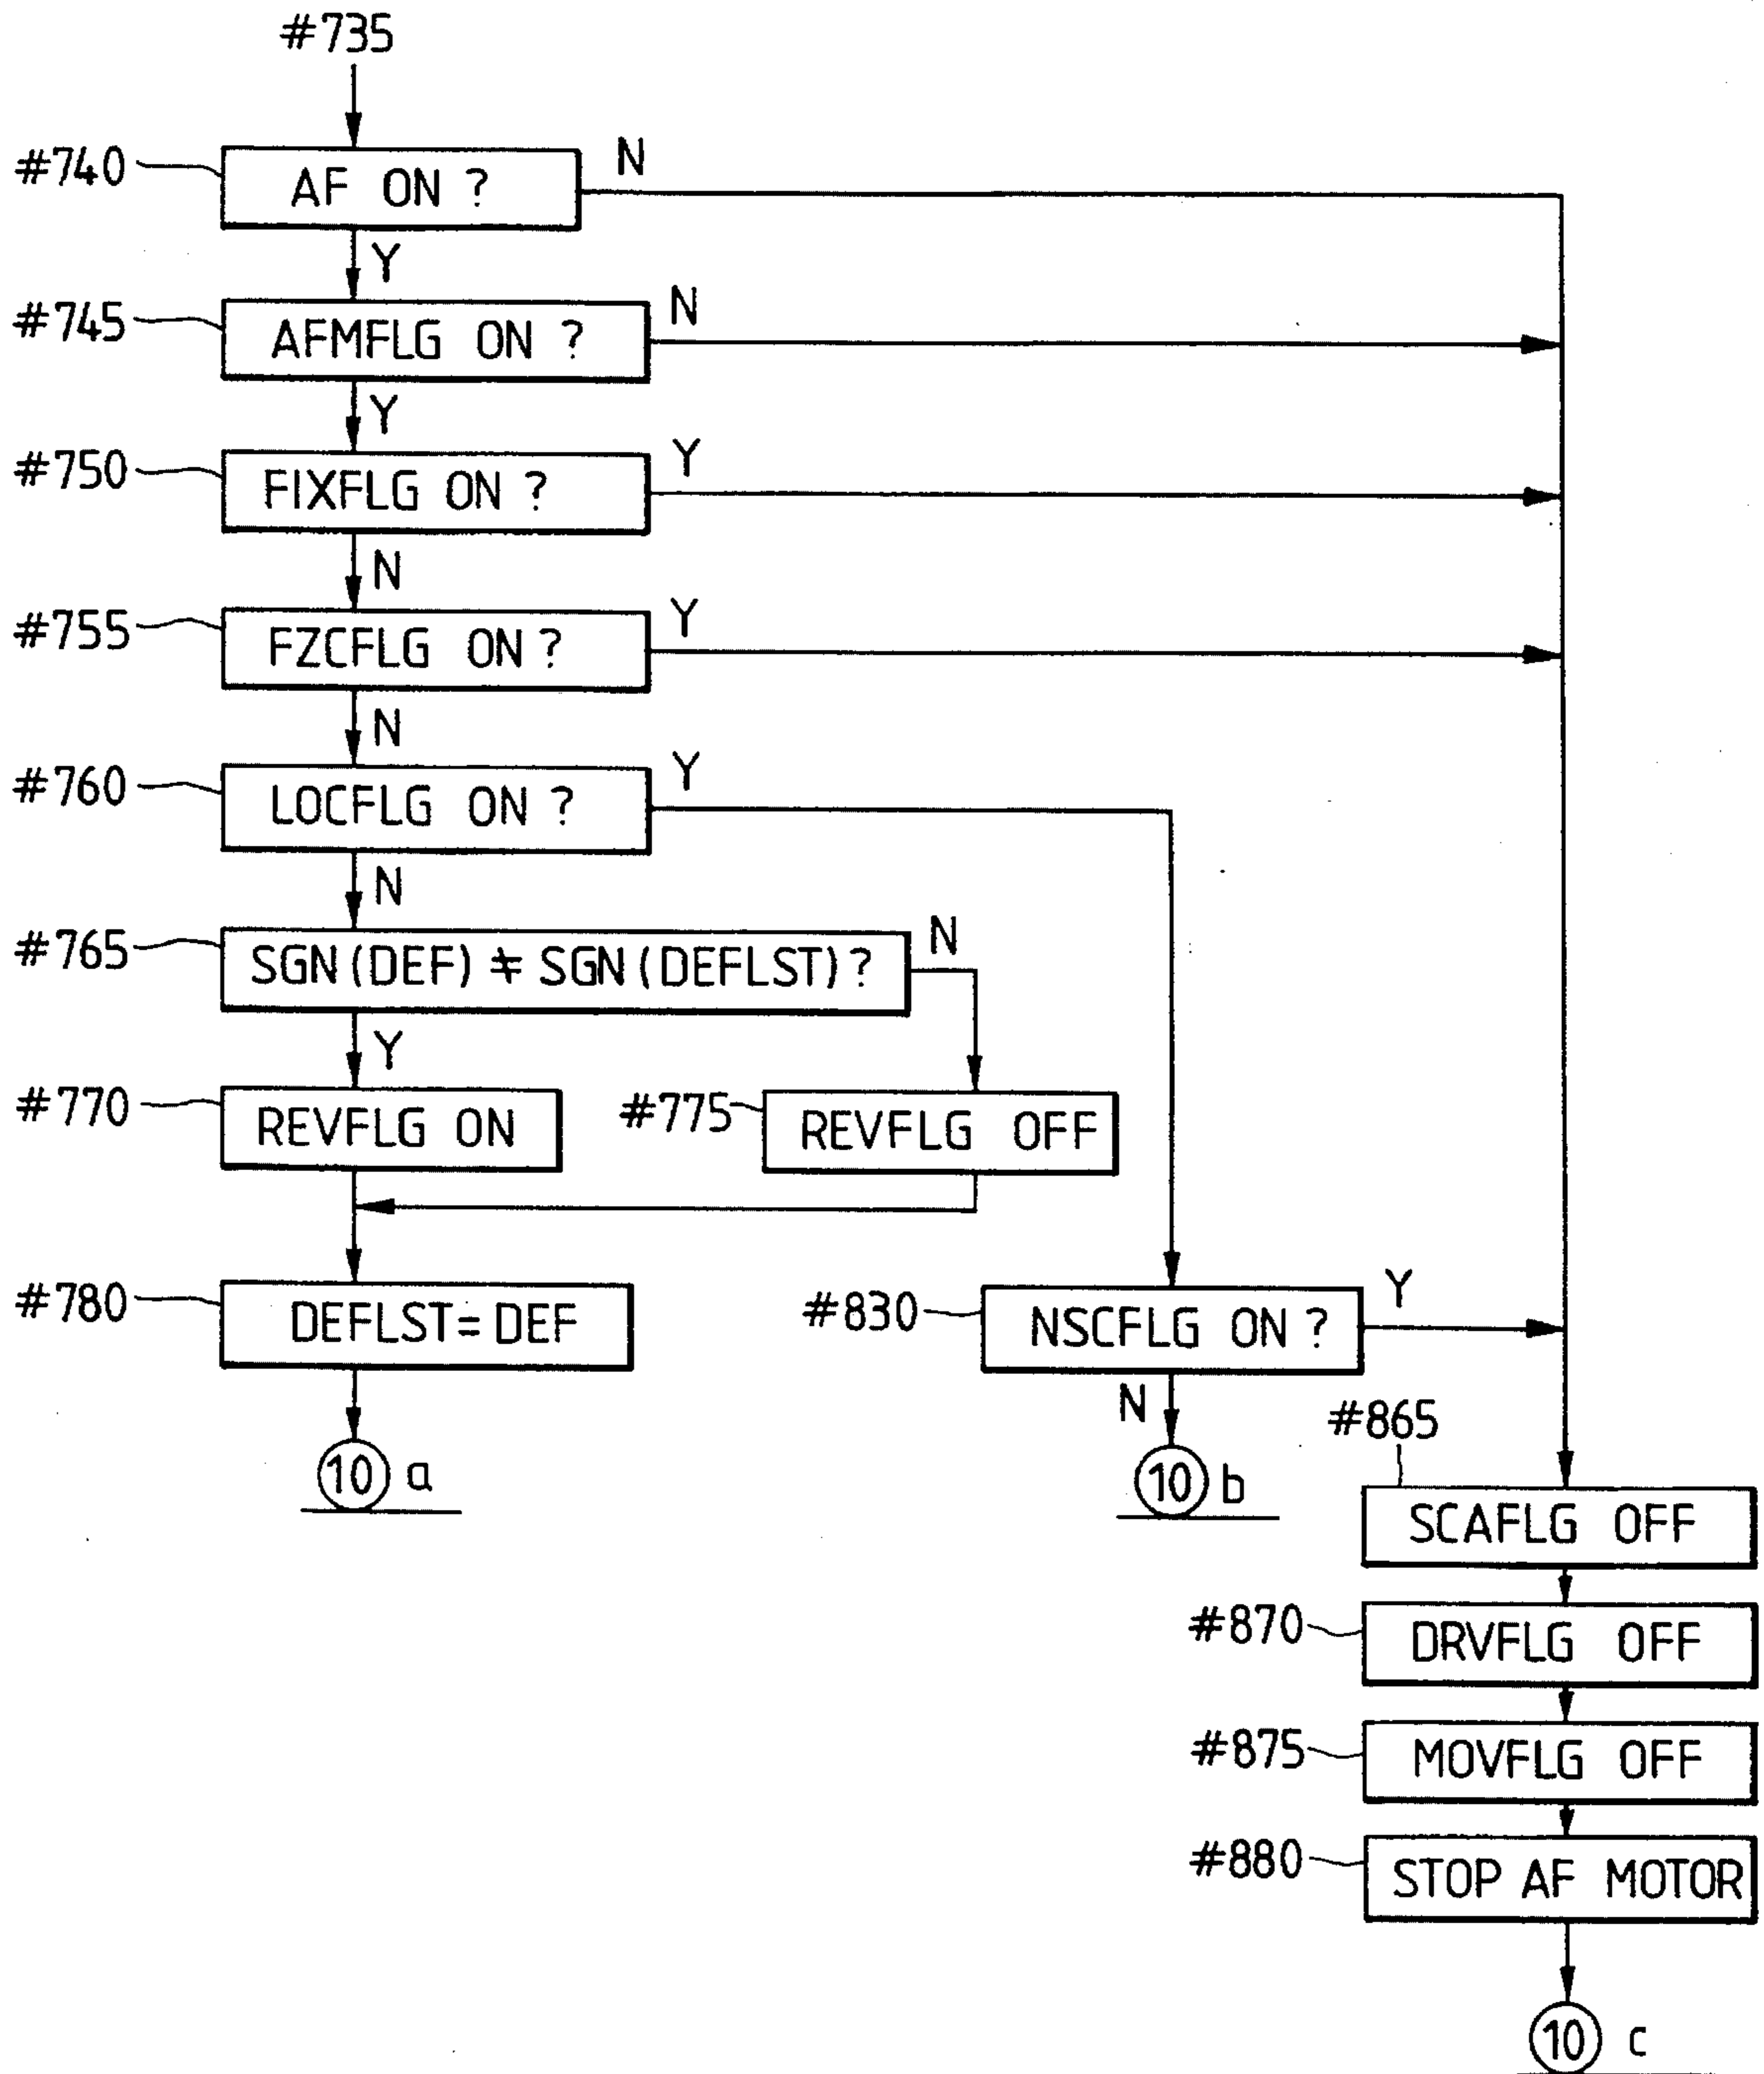 #735
#740
AF ON ?
N
Y
#745
AFMFLG ON ?
N
Y
#750
FIXFLG ON ?
Y
N
#755
FZCFLG ON ?
Y
N
#760
LOCFLG ON ?
Y
N
#765
SGN (DEF) ≠ SGN (DEFLST) ?
N
Y
#770
REVFLG ON
#775
REVFLG OFF
#780
DEFLST = DEF
#830
NSCFLG ON ?
Y
N
10 a
10 b
#865
SCAFLG OFF
#870
DRVFLG OFF
#875
MOVFLG OFF
#880
STOP AF MOTOR
10 c